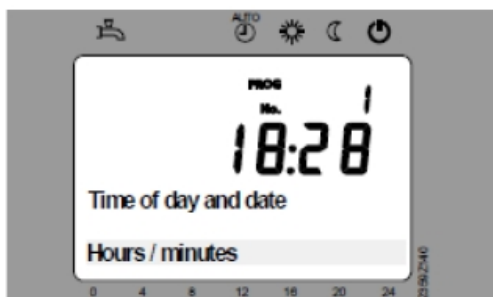 AUTO
PROG
No. 1
18:28
Time of day and date
Hours / minutes
0 4 8 12 16 20 24